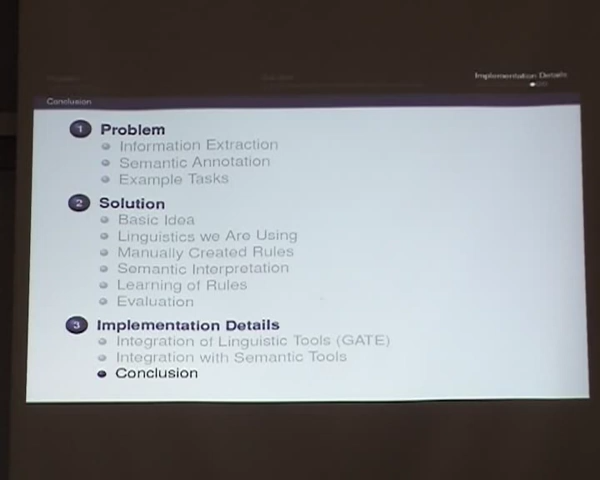 Implementation Details
Conclusion
1 Problem
Information Extraction
Semantic Annotation
Example Tasks
2 Solution
Basic Idea
Linguistics we Are Using
Manually Created Rules
Semantic Interpretation
Learning of Rules
Evaluation
3 Implementation Details
Integration of Linguistic Tools (GATE)
Integration with Semantic Tools
Conclusion